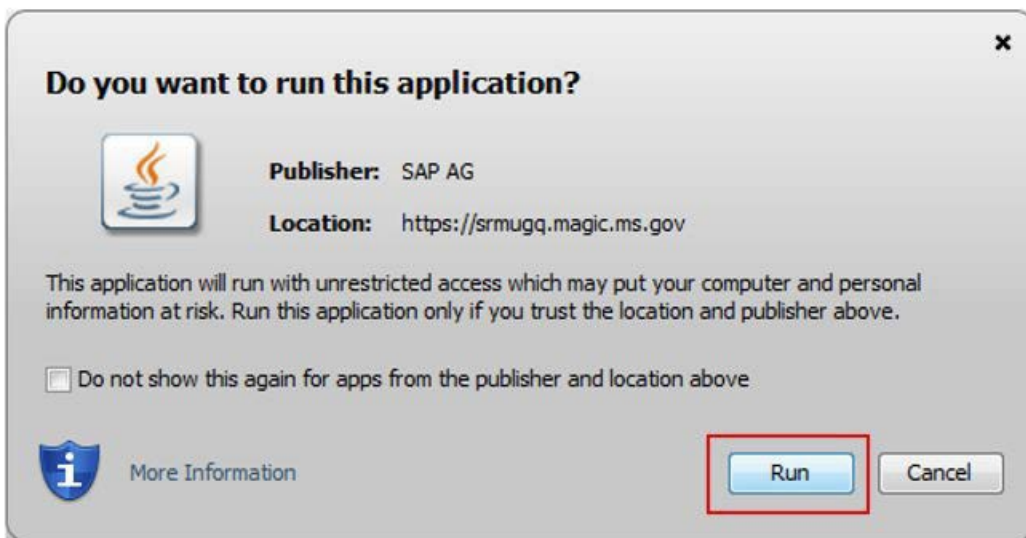 Do you want to run this application?
Publisher: SAP AG
Location: https://srmugq.magic.ms.gov
This application will run with unrestricted access which may put your computer and personal
information at risk. Run this application only if you trust the location and publisher above.
Do not show this again for apps from the publisher and location above
More Information
Run
Cancel